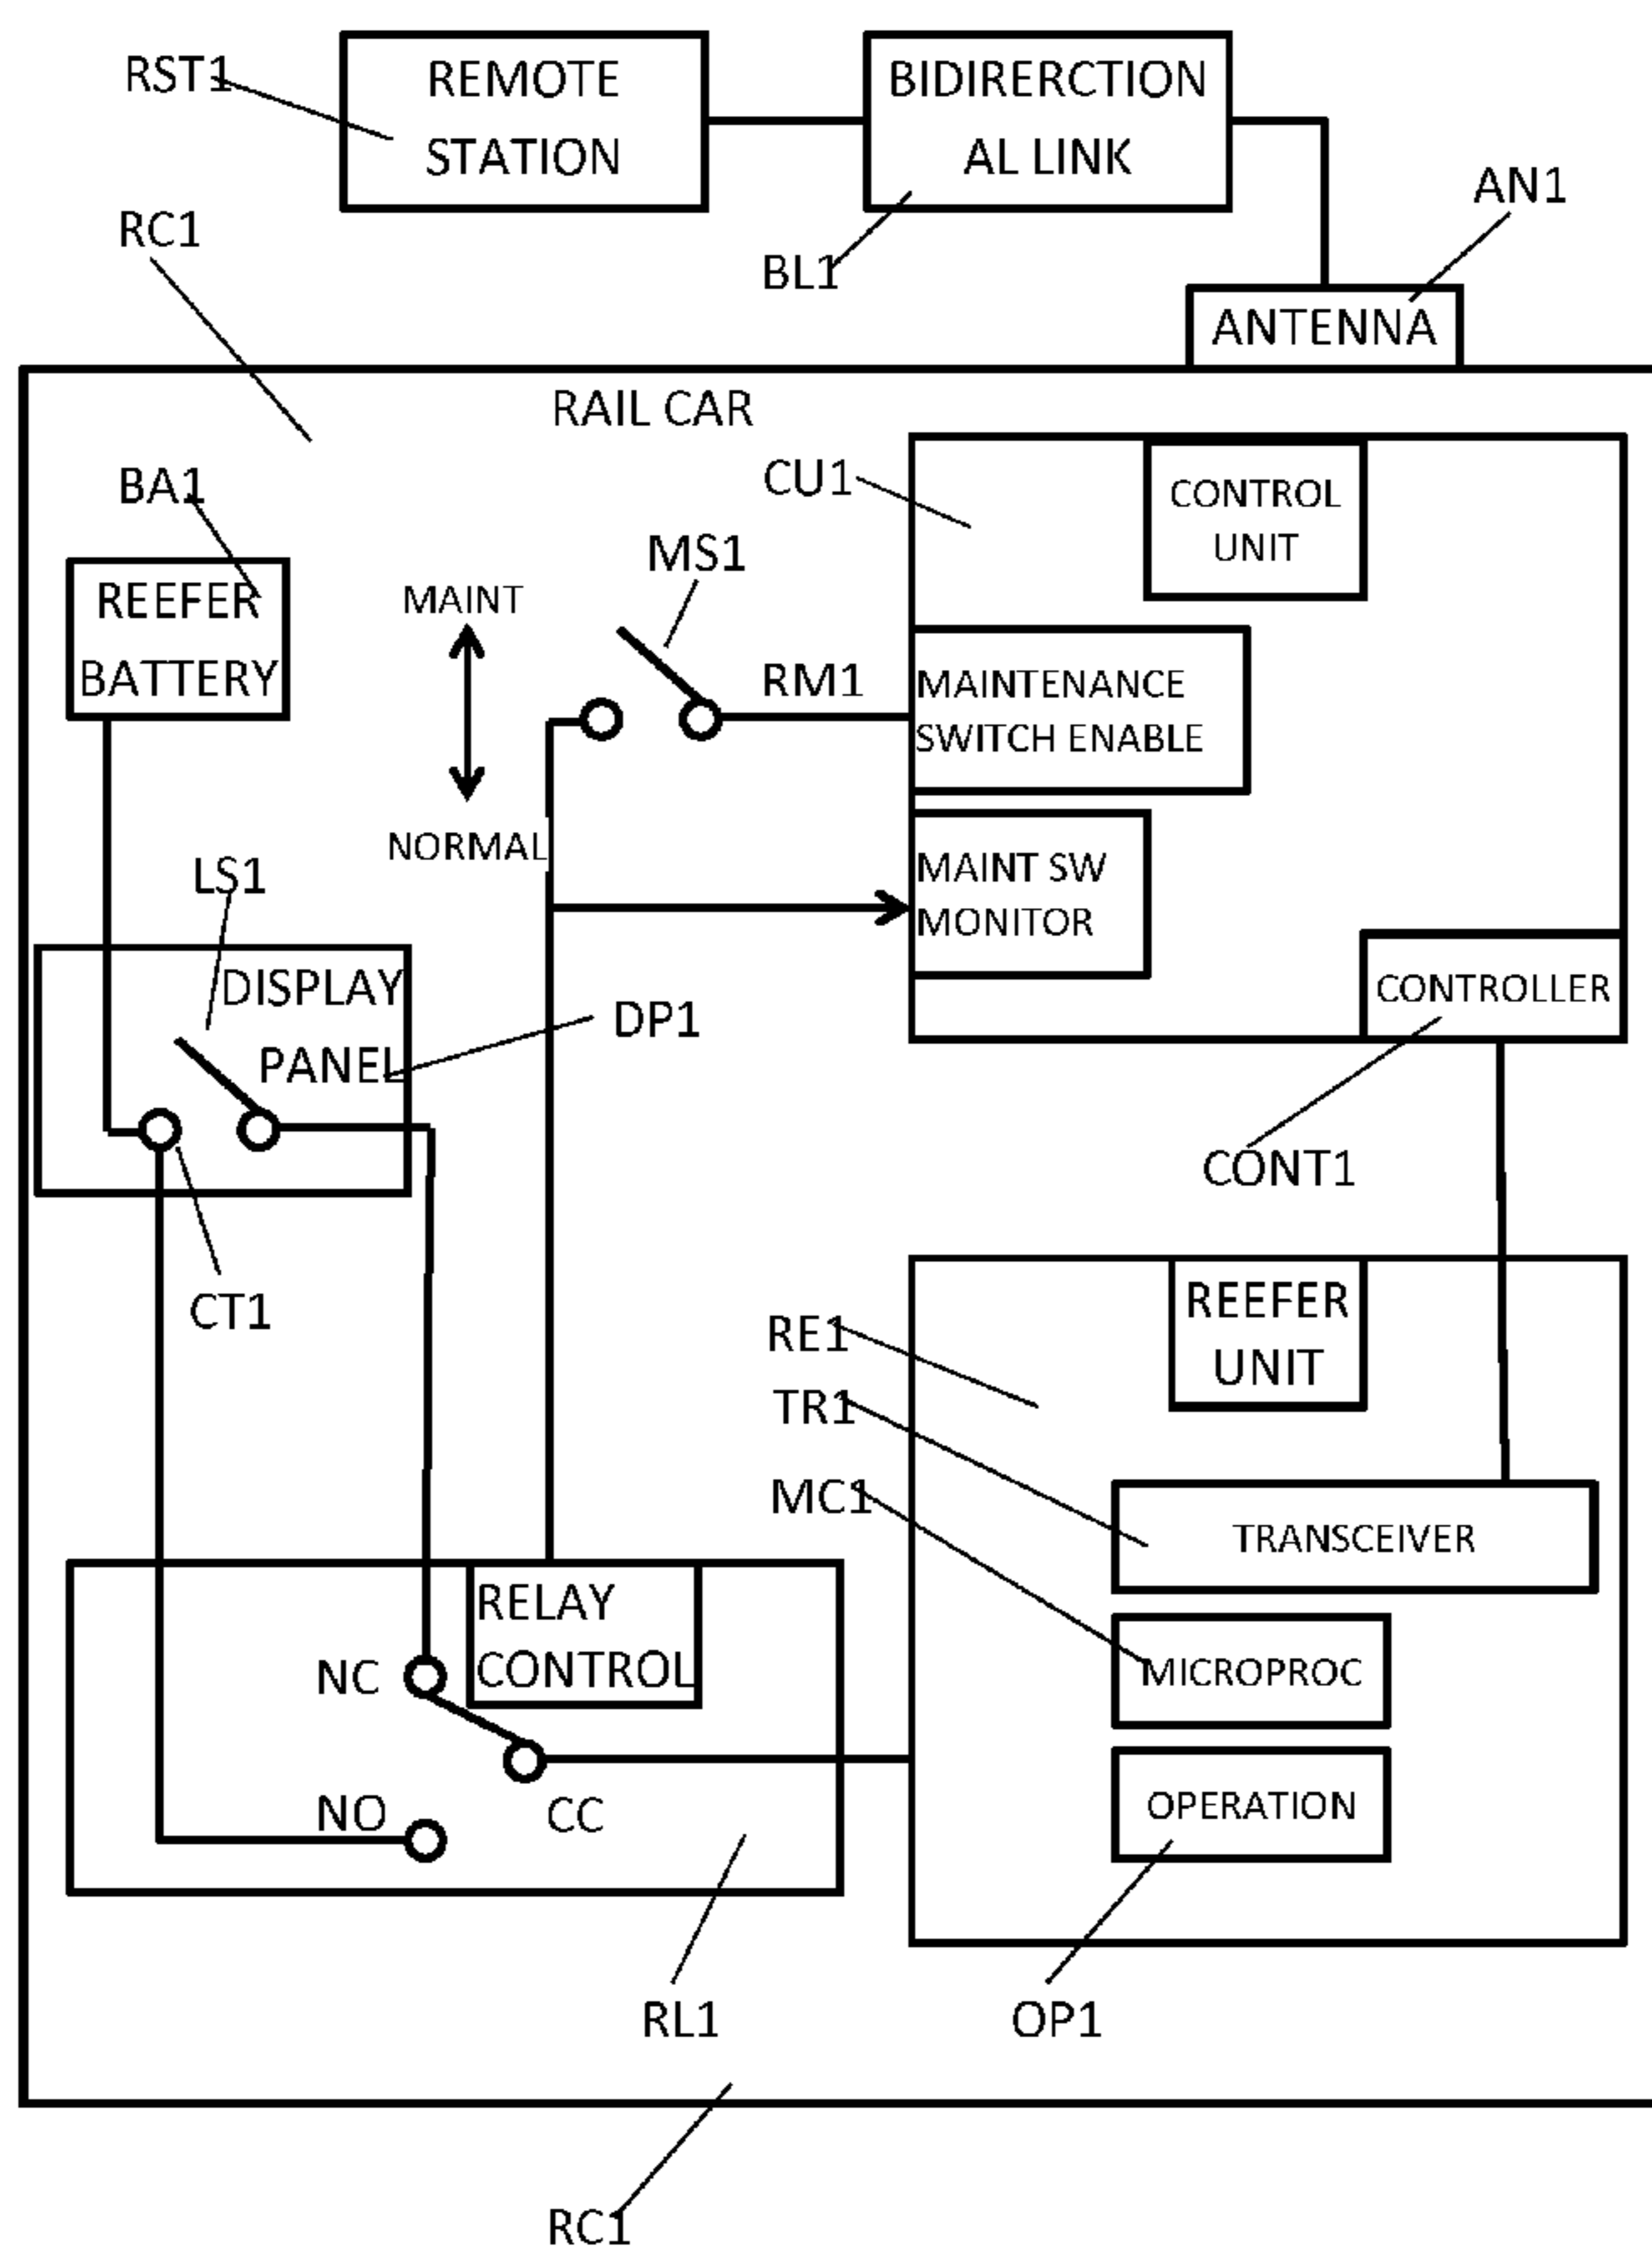 RST1
REMOTE
STATION
BIDIRERCTION
AL LINK
AN1
RC1
BL1
ANTENNA
RAIL CAR
BA1
CU1
CONTROL
UNIT
MS1
REEFER
BATTERY
MAINT
RM1
MAINTENANCE
SWITCH ENABLE
NORMAL
LS1
MAINT SW
MONITOR
DISPLAY
PANEL
DP1
CONTROLLER
CONT1
CT1
RE1
REEFER
UNIT
TR1
MC1
TRANSCEIVER
RELAY
CONTROL
NC
MICROPROC
NO
CC
OPERATION
RL1
OP1
RC1